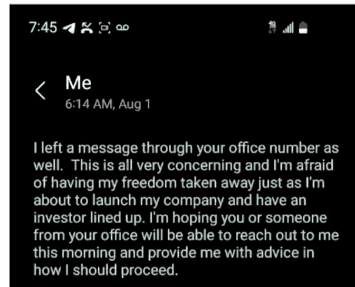 7:45
Me
6:14 AM, Aug 1
I left a message through your office number as
well.  This is all very concerning and I'm afraid
of having my freedom taken away just as I'm
about to launch my company and have an
investor lined up. I'm hoping you or someone
from your office will be able to reach out to me
this morning and provide me with advice in
how I should proceed.